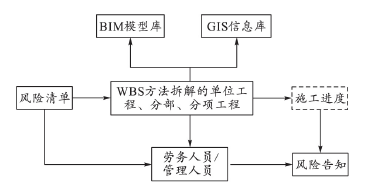 BIM模型库
GIS信息库
风险清单
WBS方法拆解的单位工
程、分部、分项工程
施工进度
劳务人员/
管理人员
风险告知